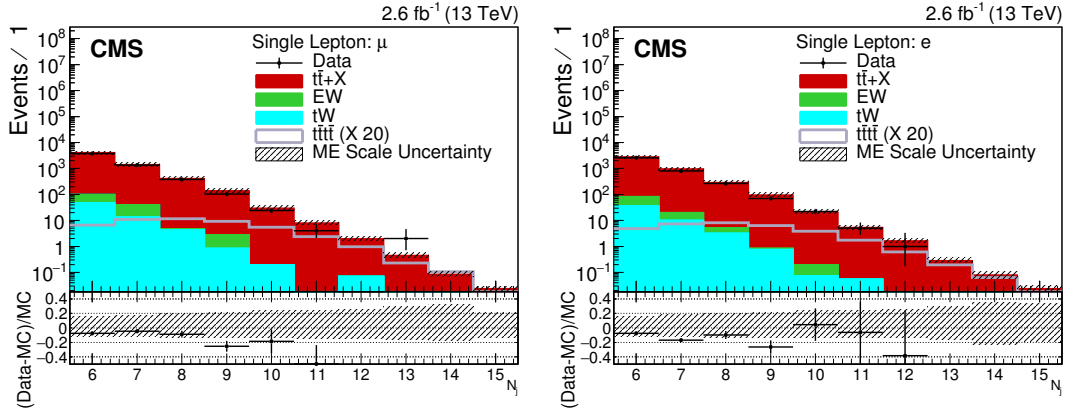 2.6 fb⁻¹ (13 TeV)
CMS
Single Lepton: μ
Data
tt̄+X
EW
tW
tt̄tt̄ (X 20)
ME Scale Uncertainty
Events / 1
10⁸
10⁷
10⁶
10⁵
10⁴
10³
10²
10
1
10⁻¹
(Data-MC)/MC
0.4
0.2
0
−0.2
−0.4
6 7 8 9 10 11 12 13 14 15
Nⱼ
2.6 fb⁻¹ (13 TeV)
CMS
Single Lepton: e
Data
tt̄+X
EW
tW
tt̄tt̄ (X 20)
ME Scale Uncertainty
Events / 1
10⁸
10⁷
10⁶
10⁵
10⁴
10³
10²
10
1
10⁻¹
(Data-MC)/MC
0.4
0.2
0
−0.2
−0.4
6 7 8 9 10 11 12 13 14 15
Nⱼ